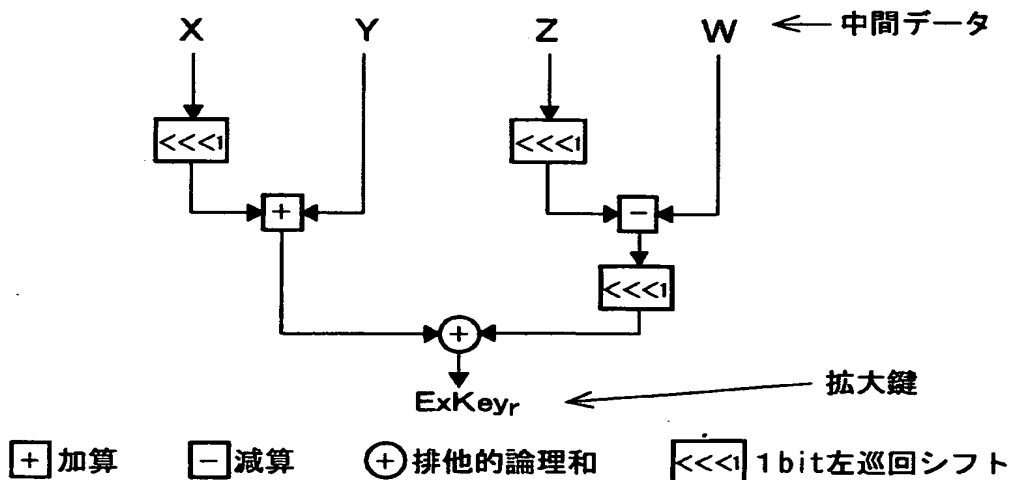 X Y Z W 中間データ
<<<1 <<<1
+ −
<<<1
+
ExKeyr
拡大鍵
+ 加算 − 減算 + 排他的論理和 <<<1 1bit左巡回シフト